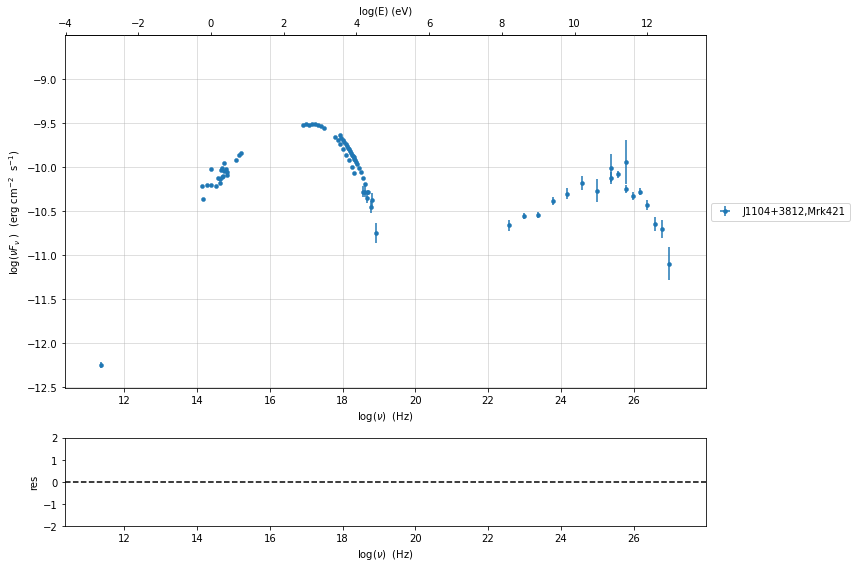 log(E) (eV)
−4 −2 0 2 4 6 8 10 12
log(νFν ) (erg cm⁻² s⁻¹)
−9.0
−9.5
−10.0
−10.5
−11.0
−11.5
−12.0
−12.5
J1104+3812,Mrk421
12 14 16 18 20 22 24 26
log(ν) (Hz)
res
2
1
0
−1
−2
12 14 16 18 20 22 24 26
log(ν) (Hz)